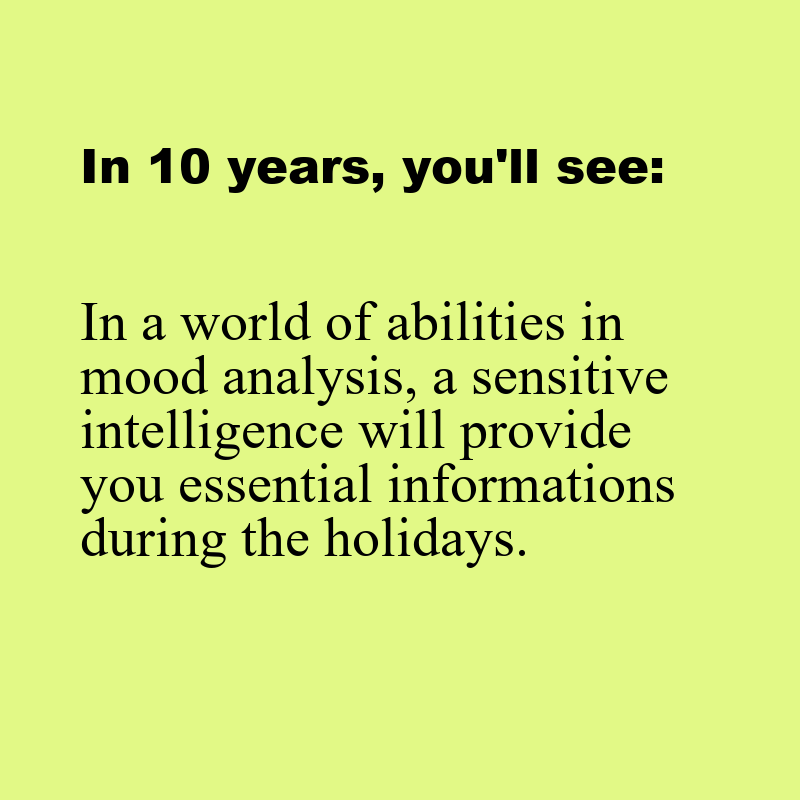 In 10 years, you'll see:
In a world of abilities in
mood analysis, a sensitive
intelligence will provide
you essential informations
during the holidays.